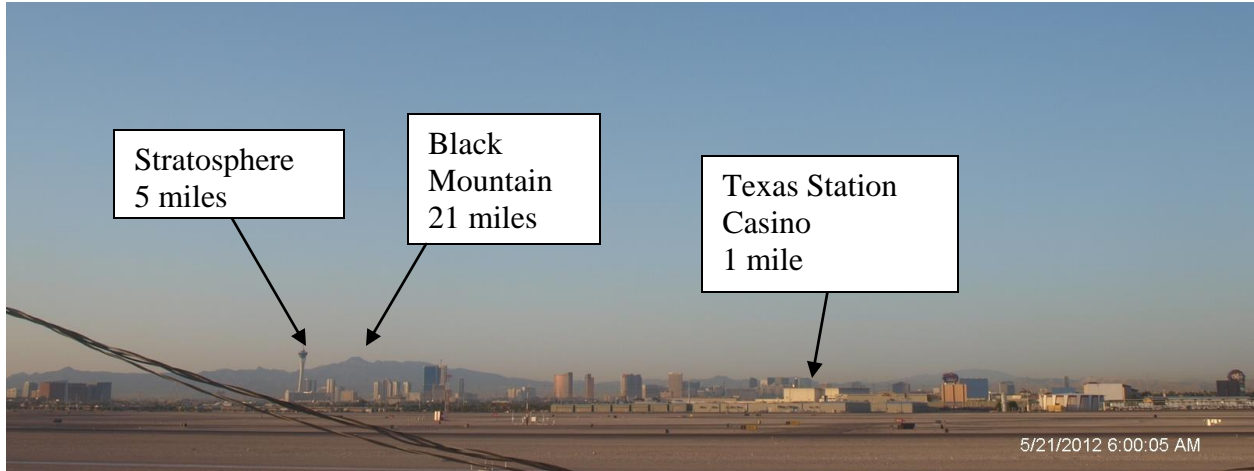 Stratosphere
5 miles
Black
Mountain
21 miles
Texas Station
Casino
1 mile
5/21/2012 6:00:05 AM